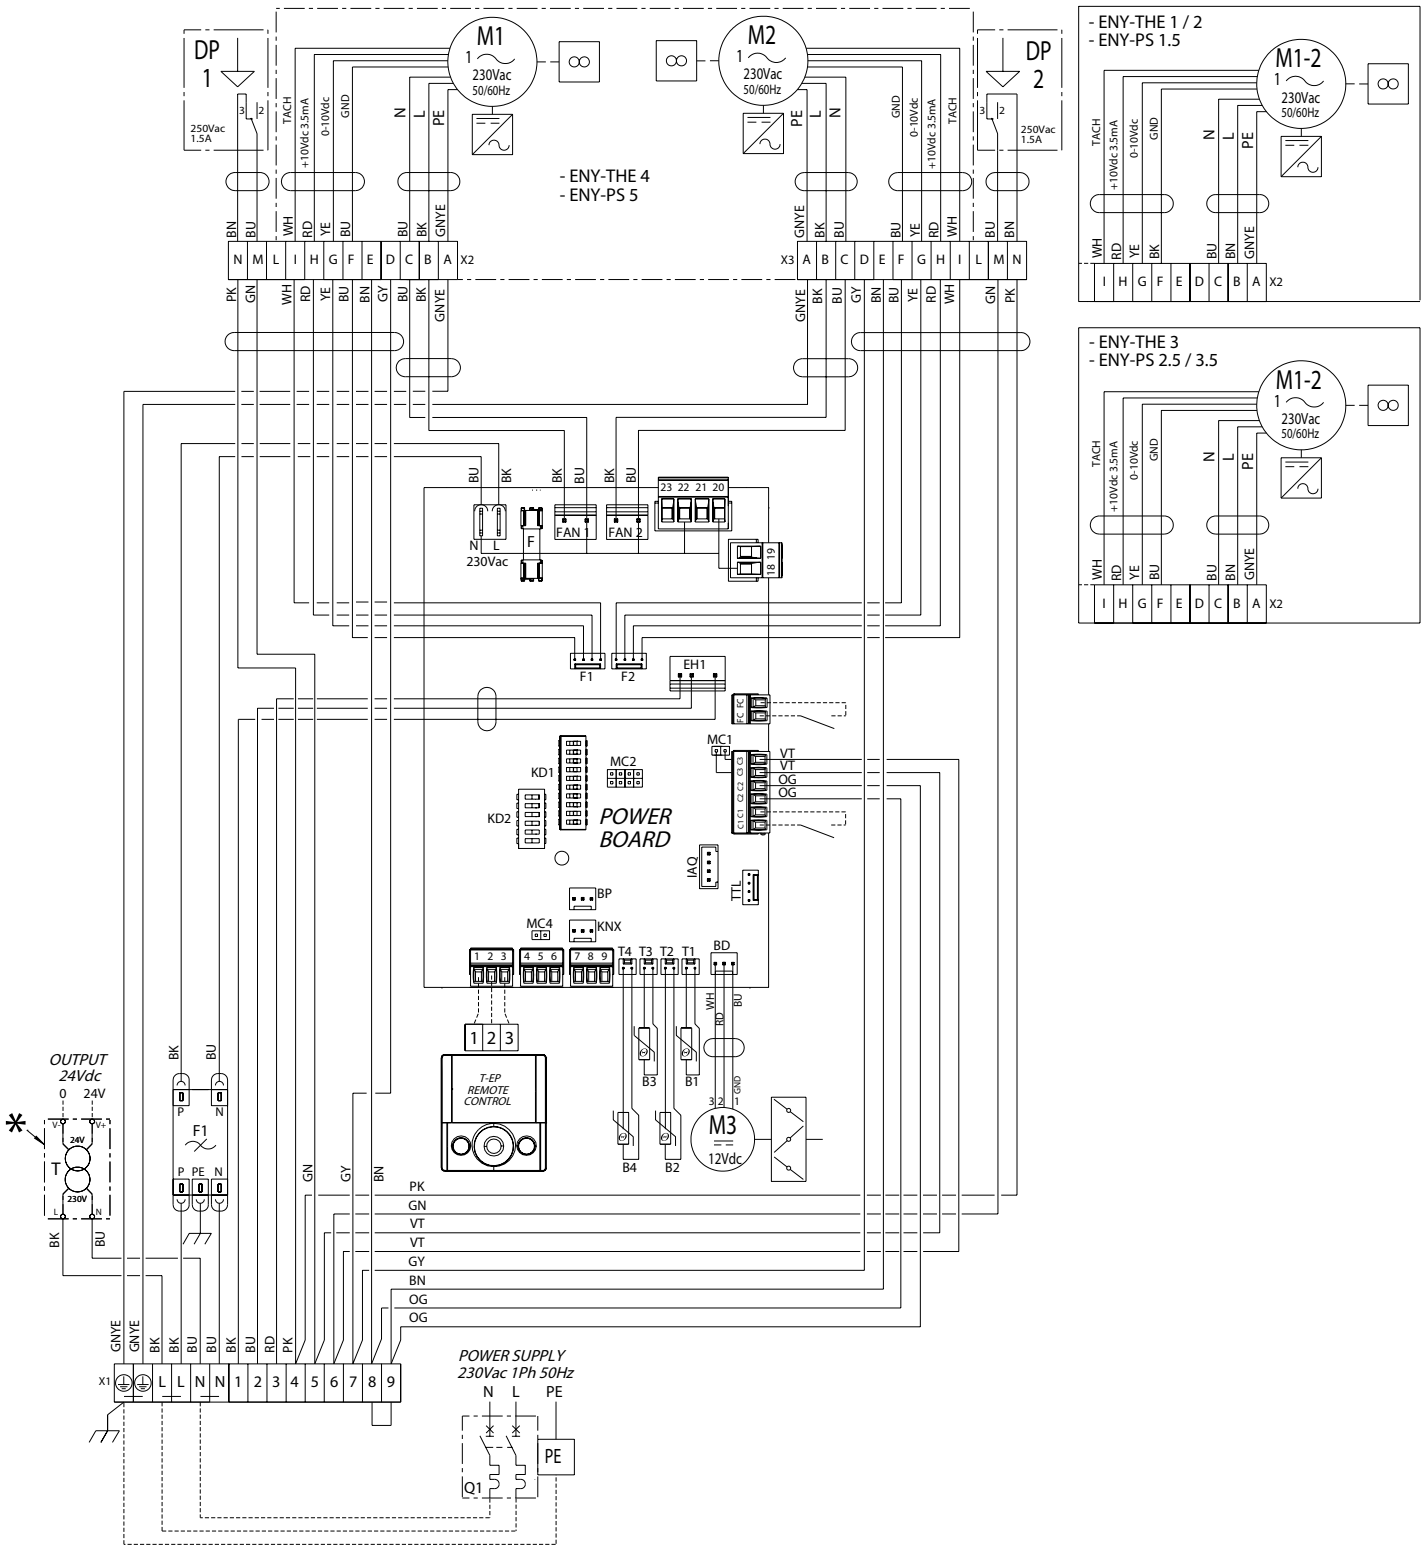 DP
1
3
2
250Vac
1.5A
TACH
+10Vdc 3.5mA
0-10Vdc
GND
N
L
PE
M1
1
230Vac
50/60Hz
∞
- ENY-THE 4
- ENY-PS 5
∞
M2
1
230Vac
50/60Hz
PE
L
N
GND
0-10Vdc
+10Vdc 3.5mA
TACH
DP
2
3
2
250Vac
1.5A
BN BU WH RD YE BU BU BK GNYE
N M L I H G F E D C B A X2
PK GN WH RD YE BU BN GY BU BK GNYE
GNYE BK BU BU YE RD WH BU BN
X3 A B C D E F G H I L M N
GNYE BK BU GY BN BU YE RD WH GN PK
- ENY-THE 1 / 2
- ENY-PS 1.5
M1-2
1
230Vac
50/60Hz
∞
TACH
+10Vdc 3.5mA
0-10Vdc
GND
N
L
PE
WH RD YE BK BU BN GNYE
I H G F E D C B A X2
- ENY-THE 3
- ENY-PS 2.5 / 3.5
M1-2
1
230Vac
50/60Hz
∞
TACH
+10Vdc 3.5mA
0-10Vdc
GND
N
L
PE
WH RD YE BU BU BN GNYE
I H G F E D C B A X2
BU BK BK BU BK BU
23 22 21 20
N L
230Vac
F
FAN 1
FAN 2
18 19
F1
F2
EH1
FC FC
MC1
C3
C3
C2
C2
C1
C1
VT
VT
OG
OG
KD1
MC2
KD2
POWER
BOARD
IAQ
TTL
BP
MC4
KNX
1 2 3
4 5 6
7 8 9
T4 T3 T2 T1
BD
WH
RD
BU
1 2 3
T-EP
REMOTE
CONTROL
B3
B1
B4
B2
GND
3 2 1
M3
12Vdc
OUTPUT
24Vdc
0 24V
*
V- V+
24V
T
230V
L N
BK BU
BK BU
P N
F1
P PE N
GN GY BN
PK
GN
VT
VT
GY
BN
OG
OG
GNYE GNYE BK BK BU BU BK BU RD PK
X1 L L N N 1 2 3 4 5 6 7 8 9
POWER SUPPLY
230Vac 1Ph 50Hz
N L PE
Q1
PE